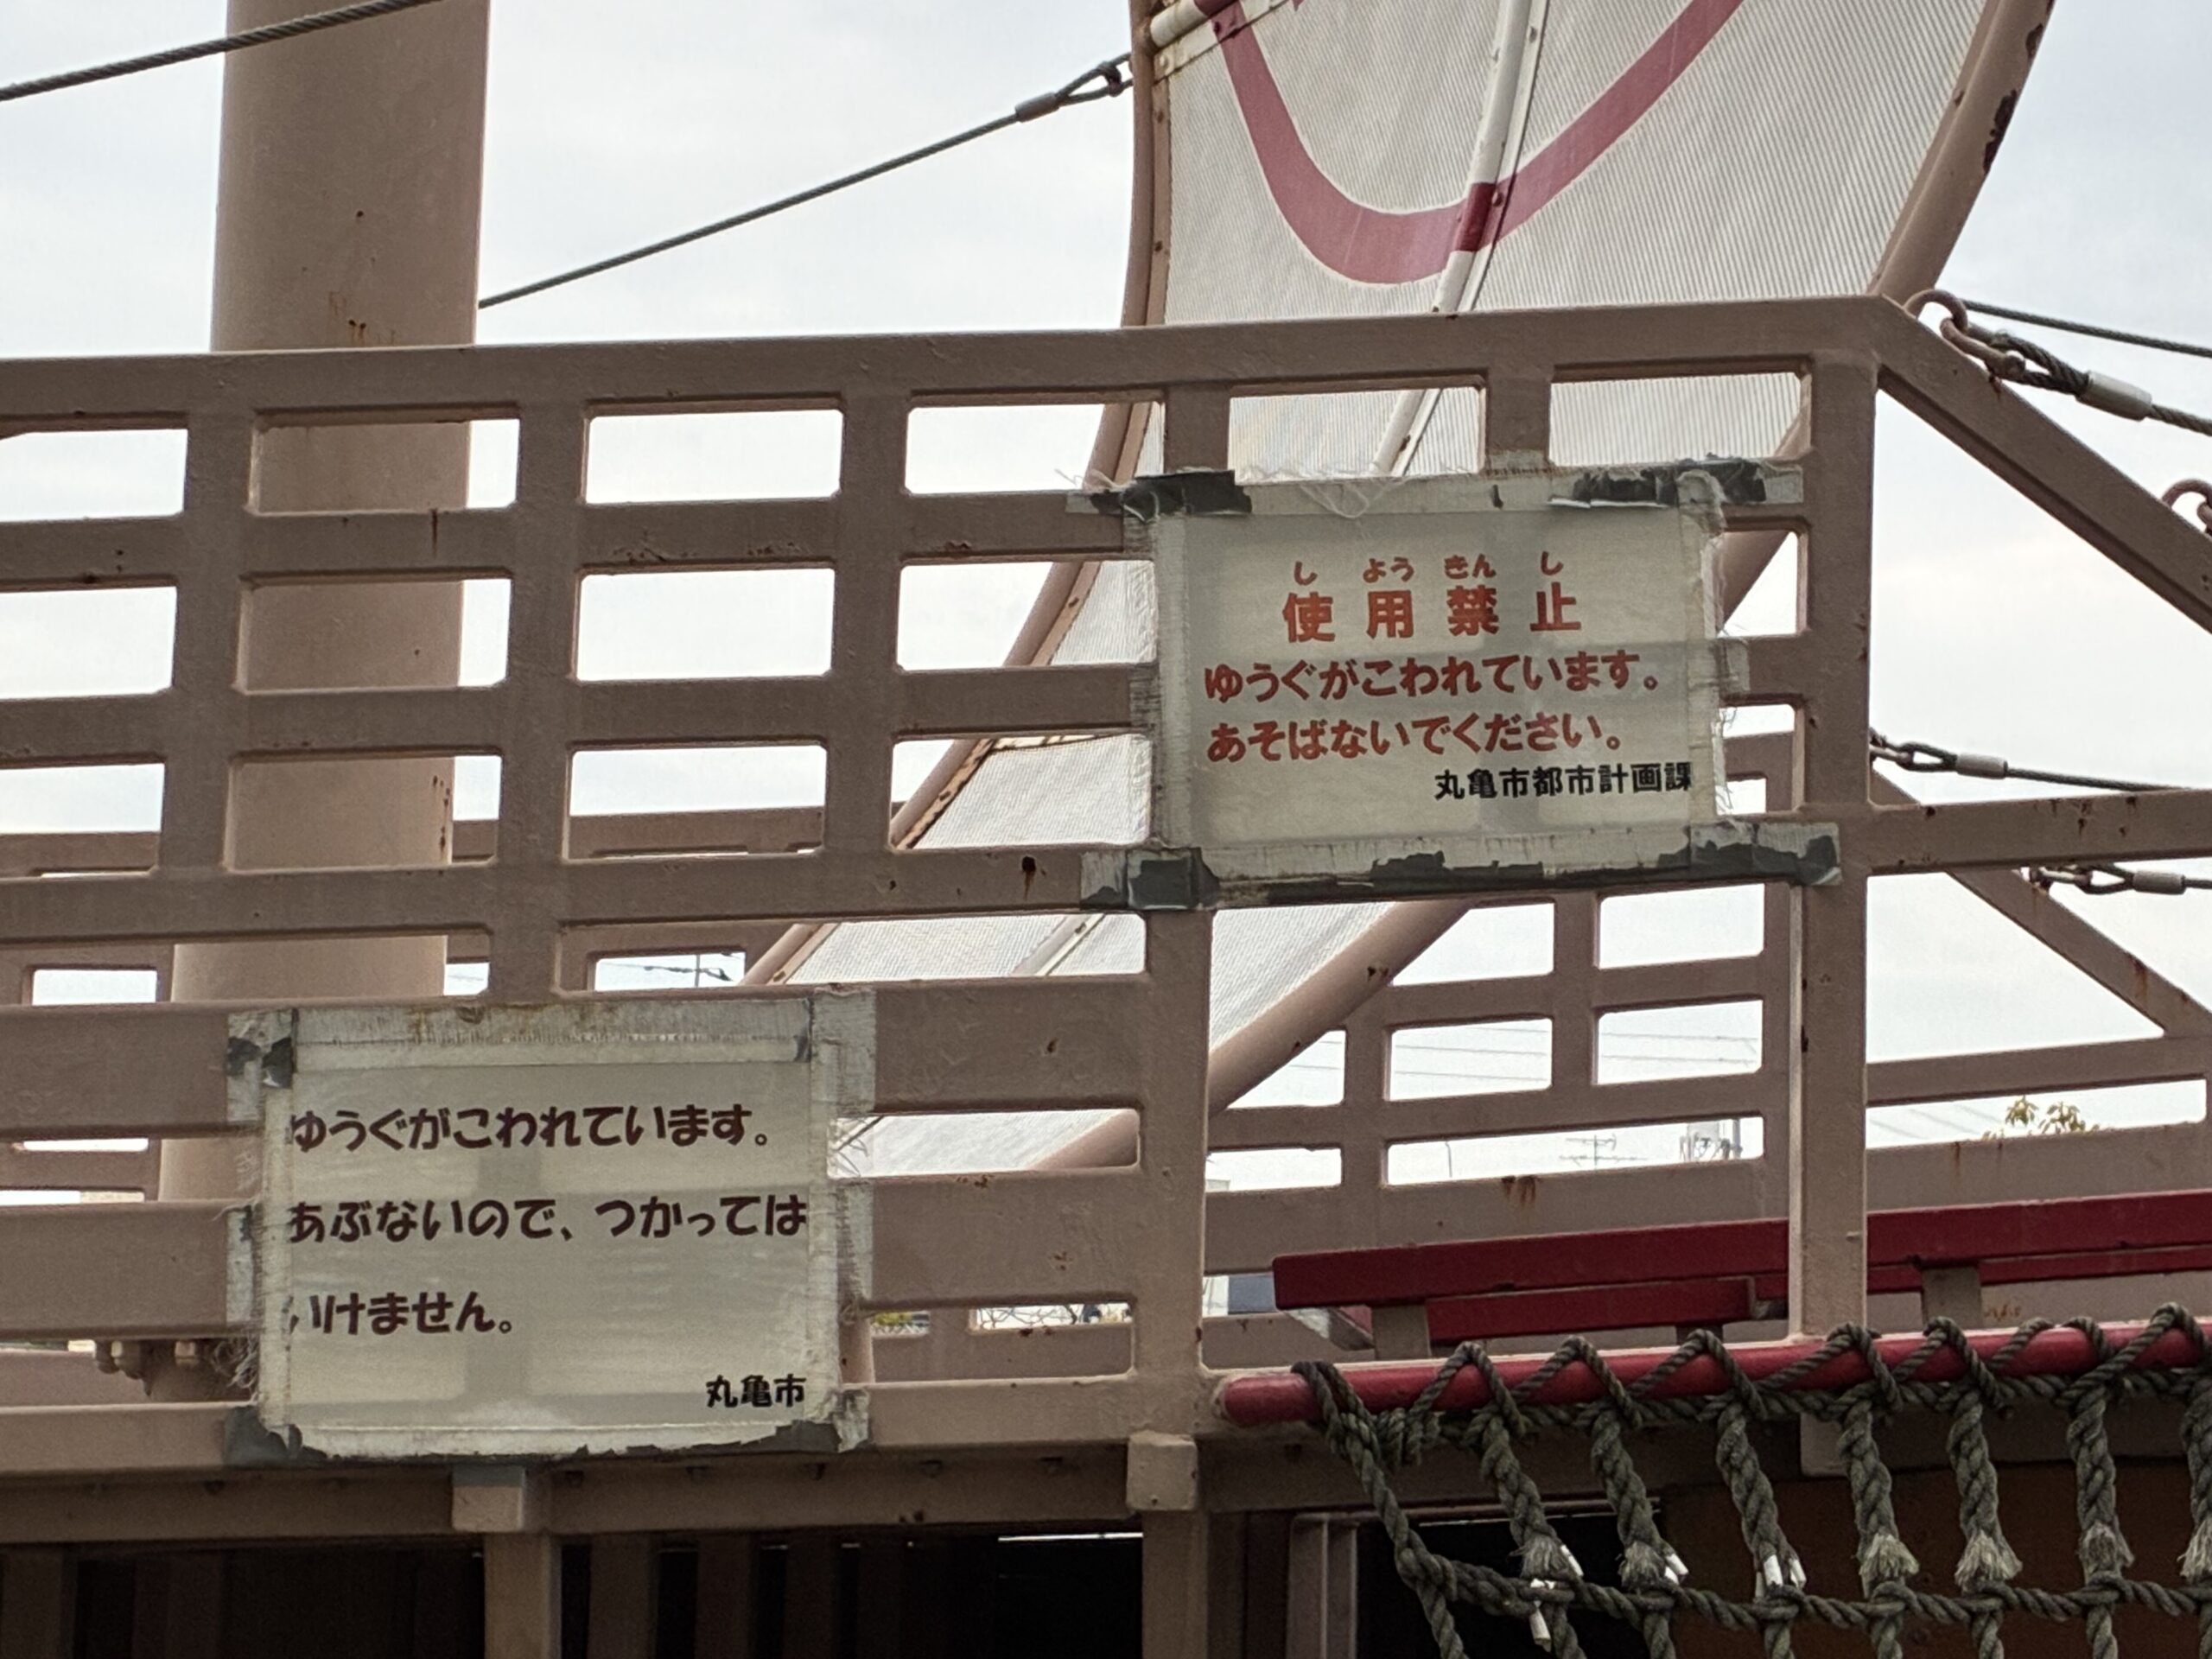 し よう きん し
使用禁止
ゆうぐがこわれています。
あそばないでください。
丸亀市都市計画課
ゆうぐがこわれています。
あぶないので、つかっては
いけません。
丸亀市